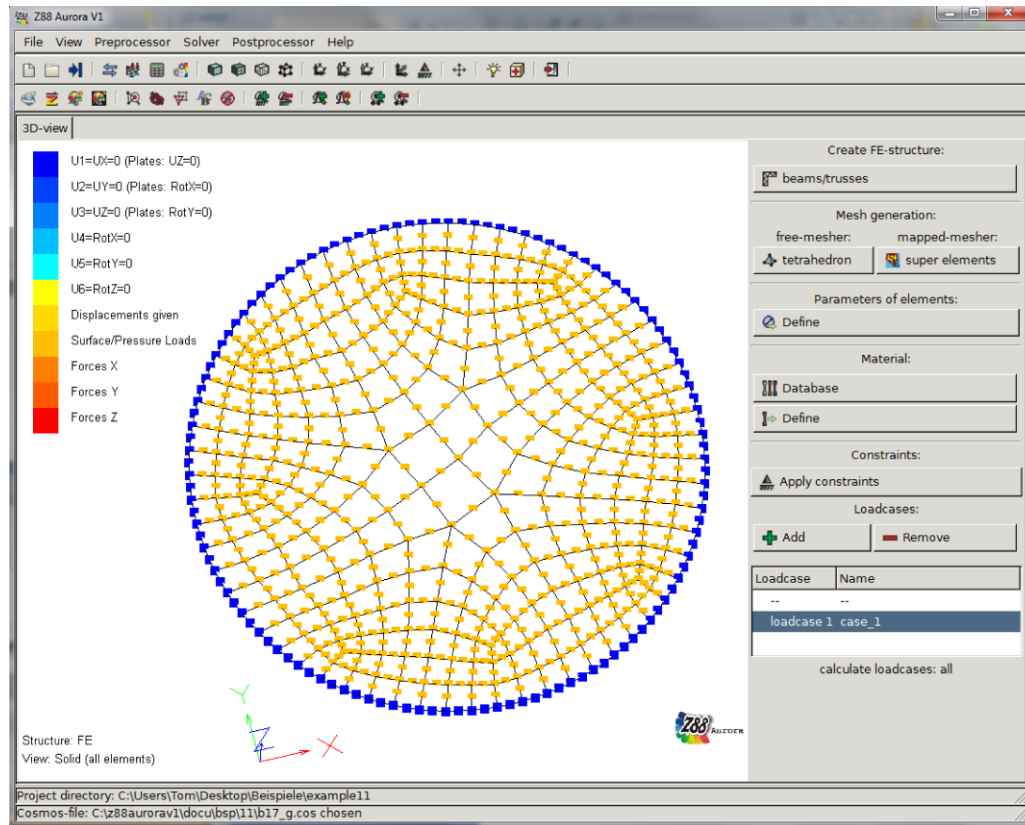 Z88 Aurora V1
File View Preprocessor Solver Postprocessor Help
3D-view
U1=UX=0 (Plates: UZ=0)
U2=UY=0 (Plates: RotX=0)
U3=UZ=0 (Plates: RotY=0)
U4=RotX=0
U5=RotY=0
U6=RotZ=0
Displacements given
Surface/Pressure Loads
Forces X
Forces Y
Forces Z
Y
Z
X
Structure: FE
View: Solid (all elements)
Z88 Aurora
Create FE-structure:
beams/trusses
Mesh generation:
free-mesher: mapped-mesher:
tetrahedron super elements
Parameters of elements:
Define
Material:
Database
Define
Constraints:
Apply constraints
Loadcases:
Add Remove
Loadcase Name
-- --
loadcase 1 case_1
calculate loadcases: all
Project directory: C:\Users\Tom\Desktop\Beispiele\example11
Cosmos-file: C:\z88aurorav1\docu\bsp\11\b17_g.cos chosen